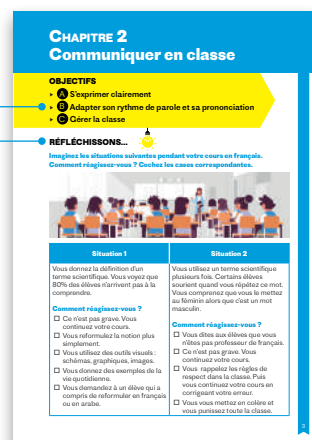 CHAPITRE 2
Communiquer en classe
OBJECTIFS
▸ A S'exprimer clairement
▸ B Adapter son rythme de parole et sa prononciation
▸ C Gérer la classe
RÉFLÉCHISSONS...
Imaginez les situations suivantes pendant votre cours en français.
Comment réagissez-vous ? Cochez les cases correspondantes.
Situation 1
Vous donnez la définition d'un
terme scientifique. Vous voyez que
80% des élèves n'arrivent pas à la
comprendre.
Comment réagissez-vous ?
☐ Ce n'est pas grave. Vous
continuez votre cours.
☐ Vous reformulez la notion plus
simplement.
☐ Vous utilisez des outils visuels :
schémas, graphiques, images.
☐ Vous donnez des exemples de la
vie quotidienne.
☐ Vous demandez à un élève qui a
compris de reformuler en français
ou en arabe.
Situation 2
Vous utilisez un terme scientifique
plusieurs fois. Certains élèves
sourient quand vous répétez ce mot.
Vous comprenez que vous le mettez
au féminin alors que c'est un mot
masculin.
Comment réagissez-vous ?
☐ Vous dites aux élèves que vous
n'êtes pas professeur de français.
☐ Ce n'est pas grave. Vous
continuez votre cours.
☐ Vous rappelez les règles de
respect dans la classe. Puis
vous continuez votre cours en
corrigeant votre erreur.
☐ Vous vous mettez en colère et
vous punissez toute la classe.